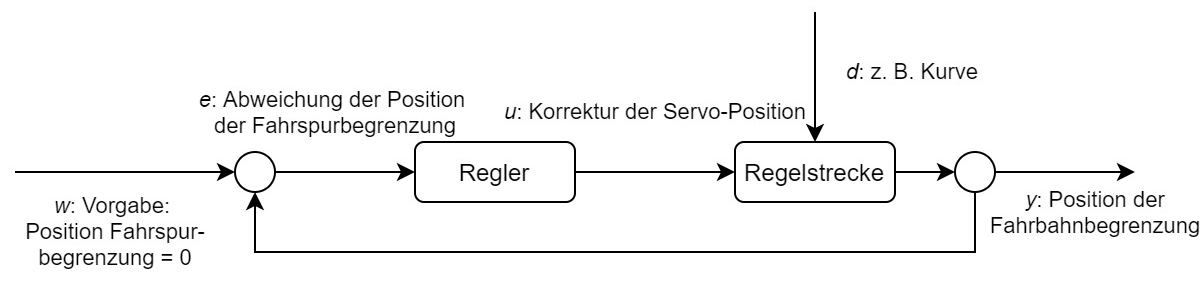 d: z. B. Kurve
e: Abweichung der Position
der Fahrspurbegrenzung
u: Korrektur der Servo-Position
Regler
Regelstrecke
w: Vorgabe:
Position Fahrspur-
begrenzung = 0
y: Position der
Fahrbahnbegrenzung